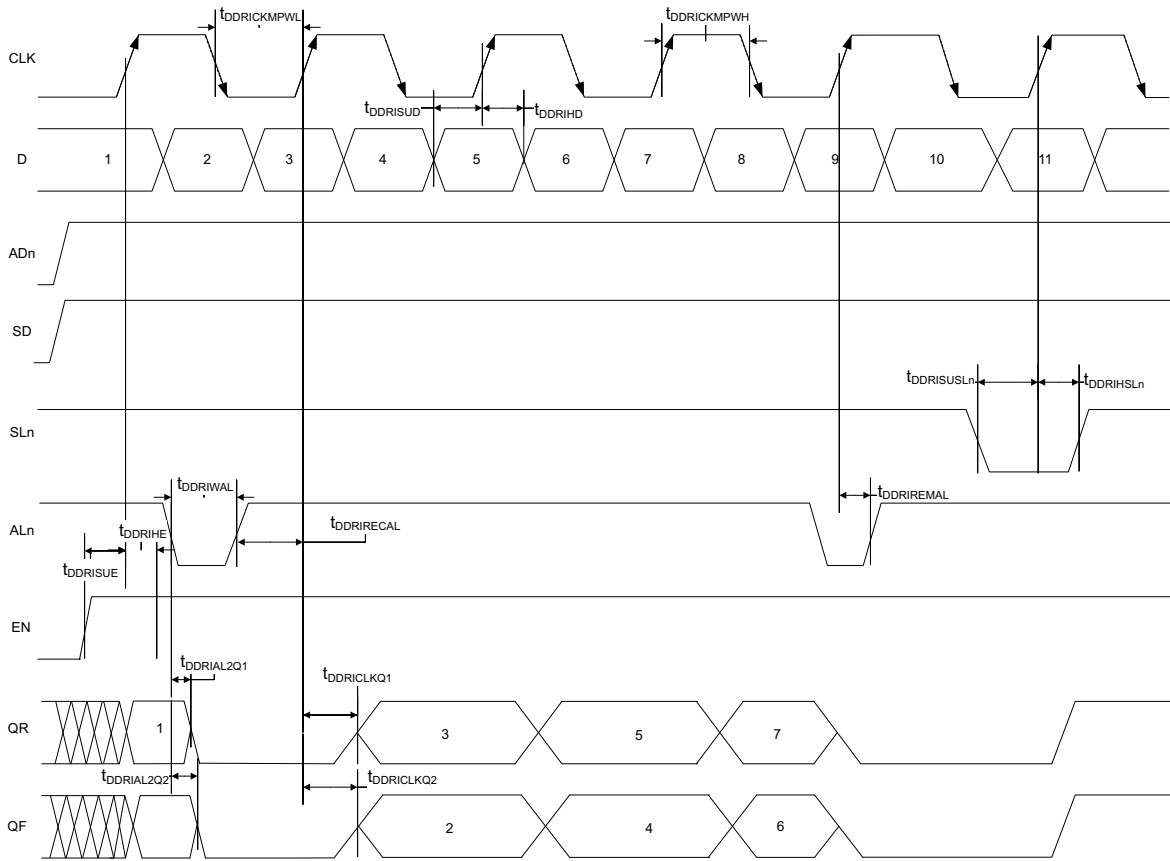 tDDRICKMPWL
tDDRICKMPWH
CLK
tDDRISUD
tDDRIHD
D
1
2
3
4
5
6
7
8
9
10
11
ADn
SD
tDDRISUSLn
tDDRIHSLn
SLn
tDDRIWAL
tDDRIREMAL
ALn
tDDRIHE
tDDRIRECAL
tDDRISUE
EN
tDDRIAL2Q1
tDDRICLKQ1
QR
1
3
5
7
tDDRIAL2Q2
tDDRICLKQ2
QF
2
4
6